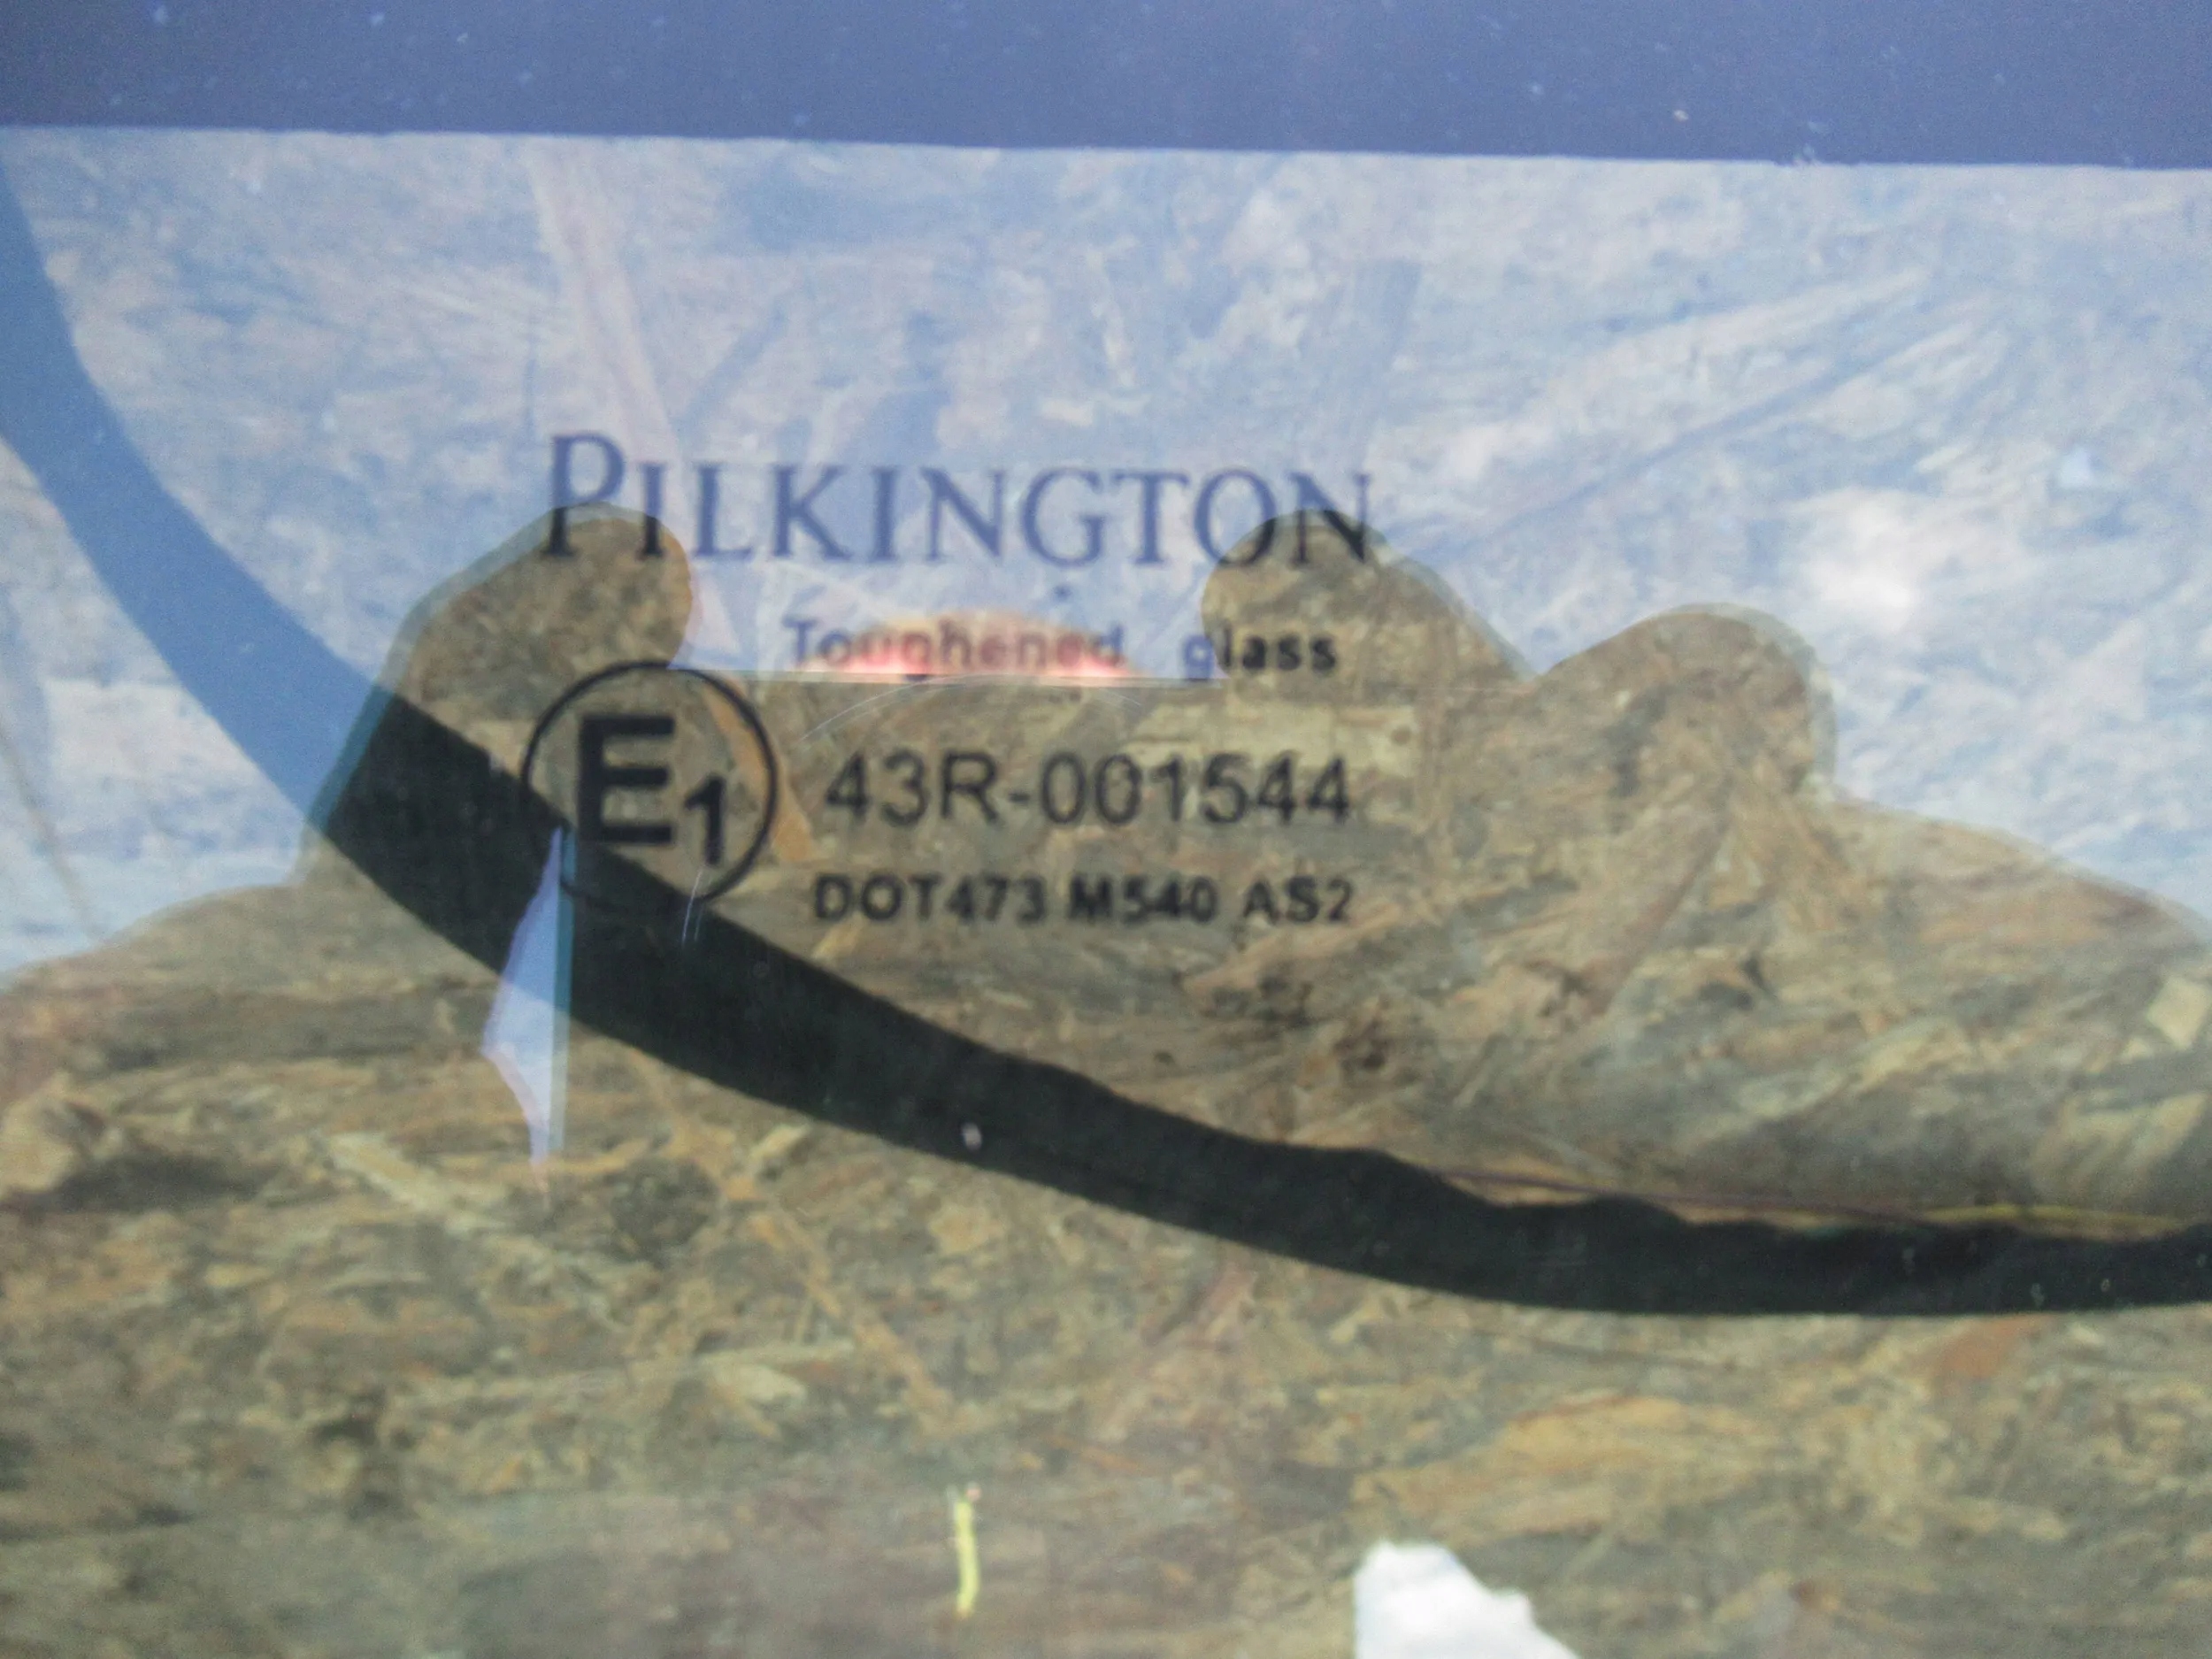 PILKINGTON
Toughened glass
E1 43R-001544
DOT473 M540 AS2